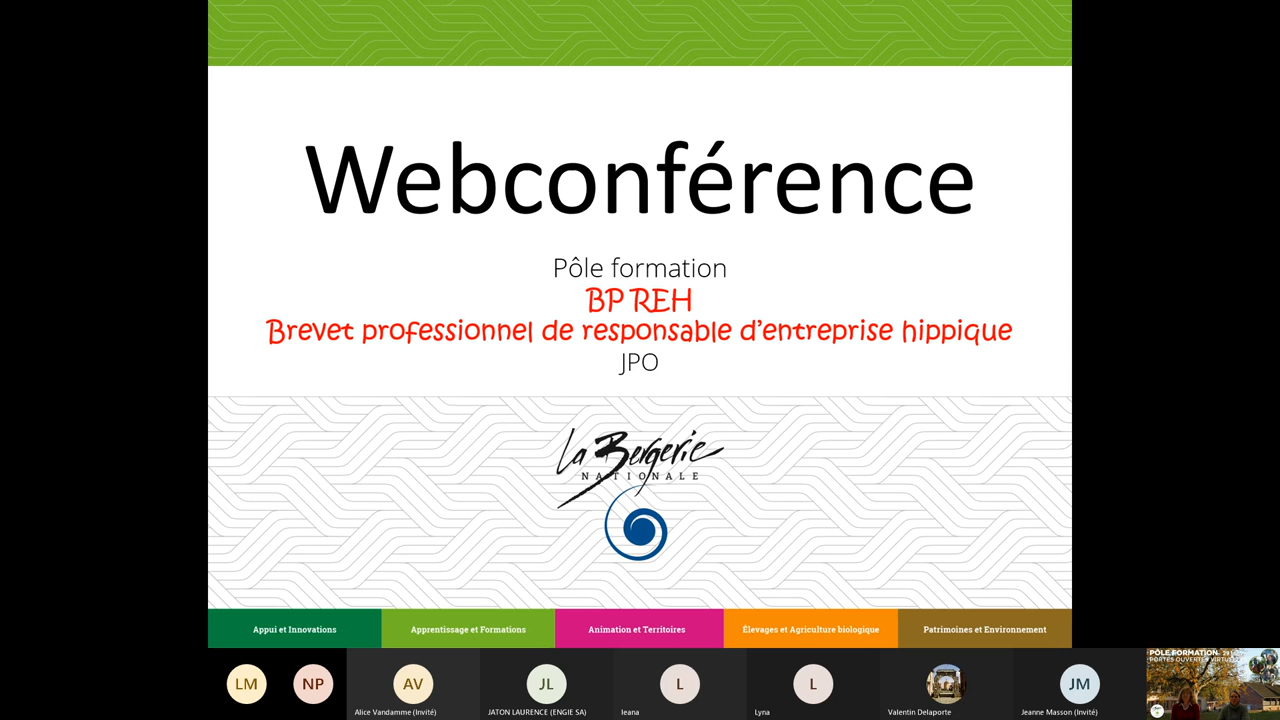 Webconférence
Pôle formation
BP REH
Brevet professionnel de responsable d'entreprise hippique
JPO
La Bergerie
NATIONALE
Appui et Innovations
Apprentissage et Formations
Animation et Territoires
Élevages et Agriculture biologique
Patrimoines et Environnement
LM
NP
AV
JL
L
L
JM
Alice Vandamme (Invité)
JATON LAURENCE (ENGIE SA)
Ieana
Lyna
Valentin Delaporte
Jeanne Masson (Invité)
PÔLE FORMATION
PORTES OUVERTES